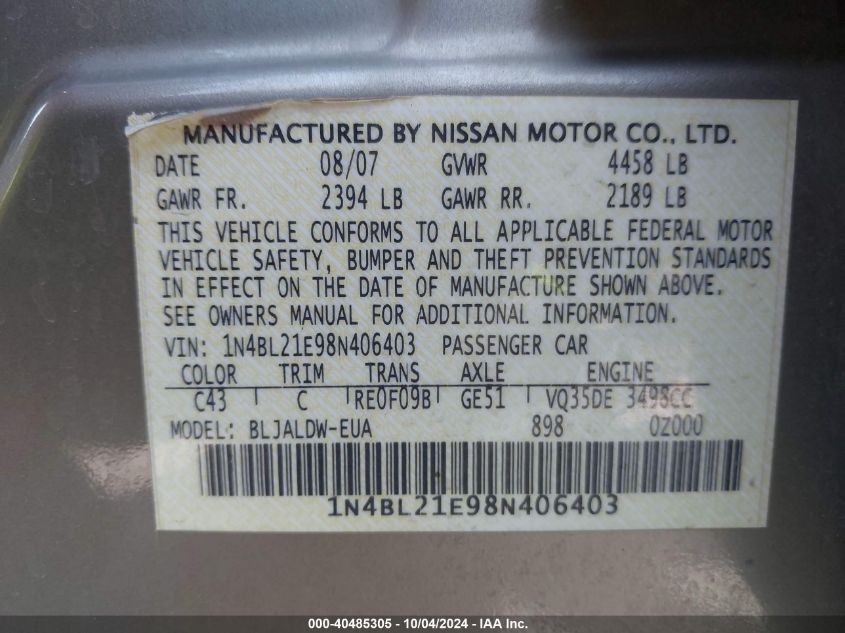 MANUFACTURED BY NISSAN MOTOR CO., LTD.
DATE 08/07 GVWR 4458 LB
GAWR FR. 2394 LB GAWR RR. 2189 LB
THIS VEHICLE CONFORMS TO ALL APPLICABLE FEDERAL MOTOR
VEHICLE SAFETY, BUMPER AND THEFT PREVENTION STANDARDS
IN EFFECT ON THE DATE OF MANUFACTURE SHOWN ABOVE.
SEE OWNERS MANUAL FOR ADDITIONAL INFORMATION.
VIN: 1N4BL21E98N406403 PASSENGER CAR
COLOR TRIM TRANS AXLE ENGINE
C43 C RE0F09B GE51 VQ35DE 3498CC
MODEL: BLJALDW-EUA 898 0Z000
1N4BL21E98N406403
000-40485305 - 10/04/2024 - IAA Inc.